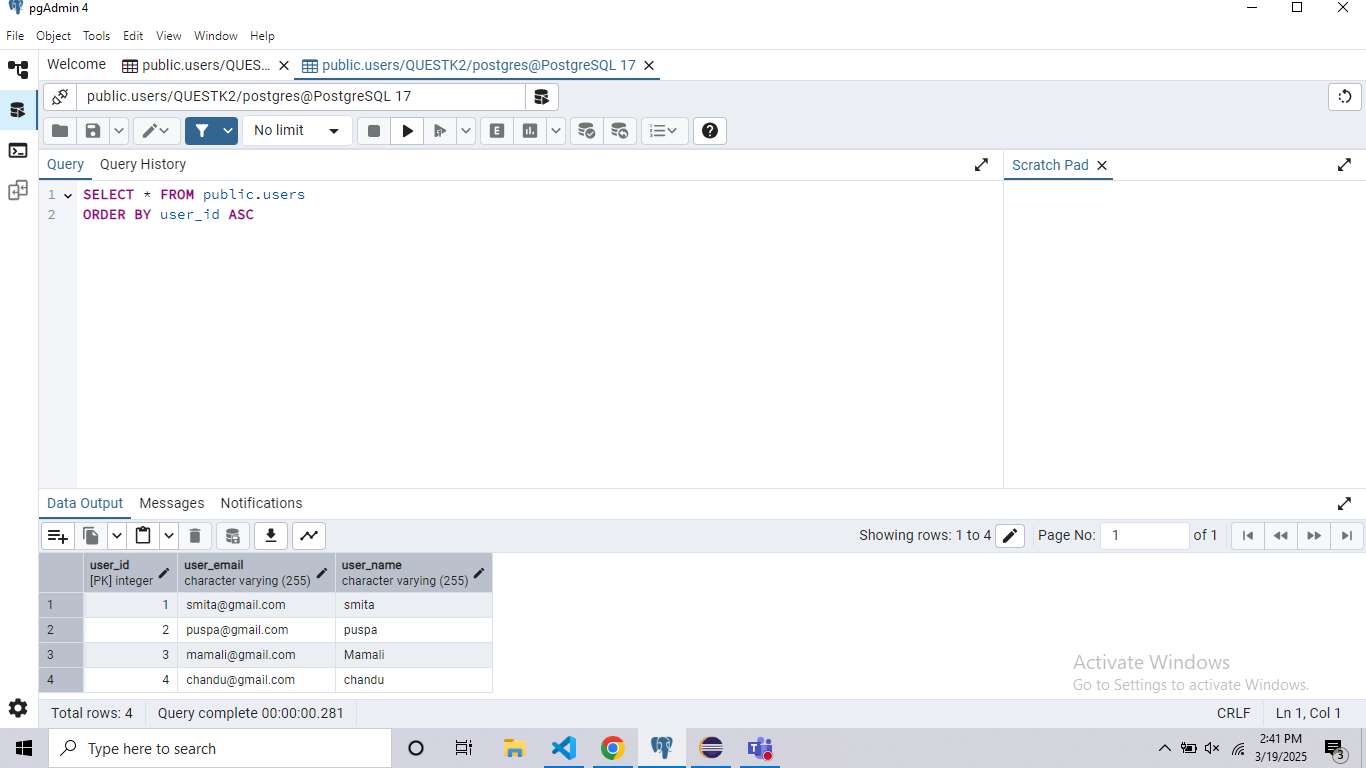 pgAdmin 4
File Object Tools Edit View Window Help
Welcome public.users/QUES... public.users/QUESTK2/postgres@PostgreSQL 17
public.users/QUESTK2/postgres@PostgreSQL 17
No limit E
Query Query History Scratch Pad
1 SELECT * FROM public.users
2 ORDER BY user_id ASC
Data Output Messages Notifications
Showing rows: 1 to 4 Page No: 1 of 1
user_id user_email user_name
[PK] integer character varying (255) character varying (255)
1 1 smita@gmail.com smita
2 2 puspa@gmail.com puspa
3 3 mamali@gmail.com Mamali
4 4 chandu@gmail.com chandu
Activate Windows
Go to Settings to activate Windows.
Total rows: 4 Query complete 00:00:00.281 CRLF Ln 1, Col 1
Type here to search
2:41 PM
3/19/2025
3